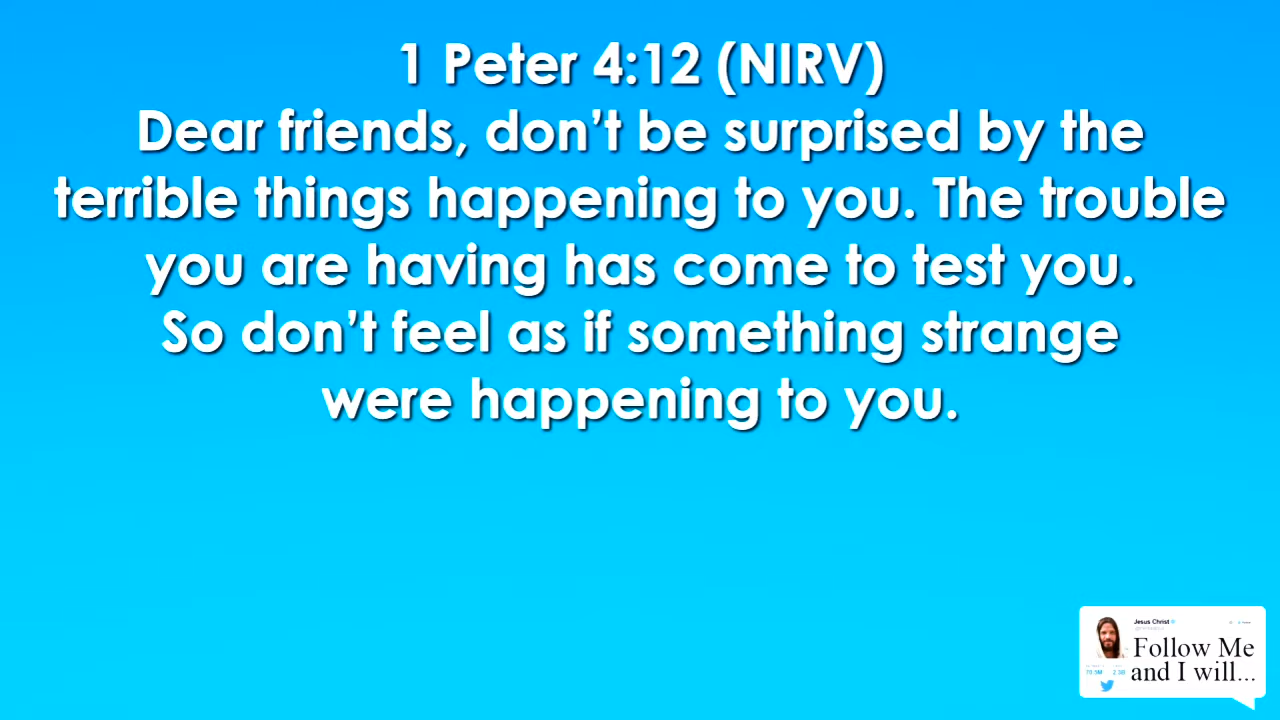 1 Peter 4:12 (NIRV)
Dear friends, don’t be surprised by the
terrible things happening to you. The trouble
you are having has come to test you.
So don’t feel as if something strange
were happening to you.
Jesus Christ
Follow Me
and I will...